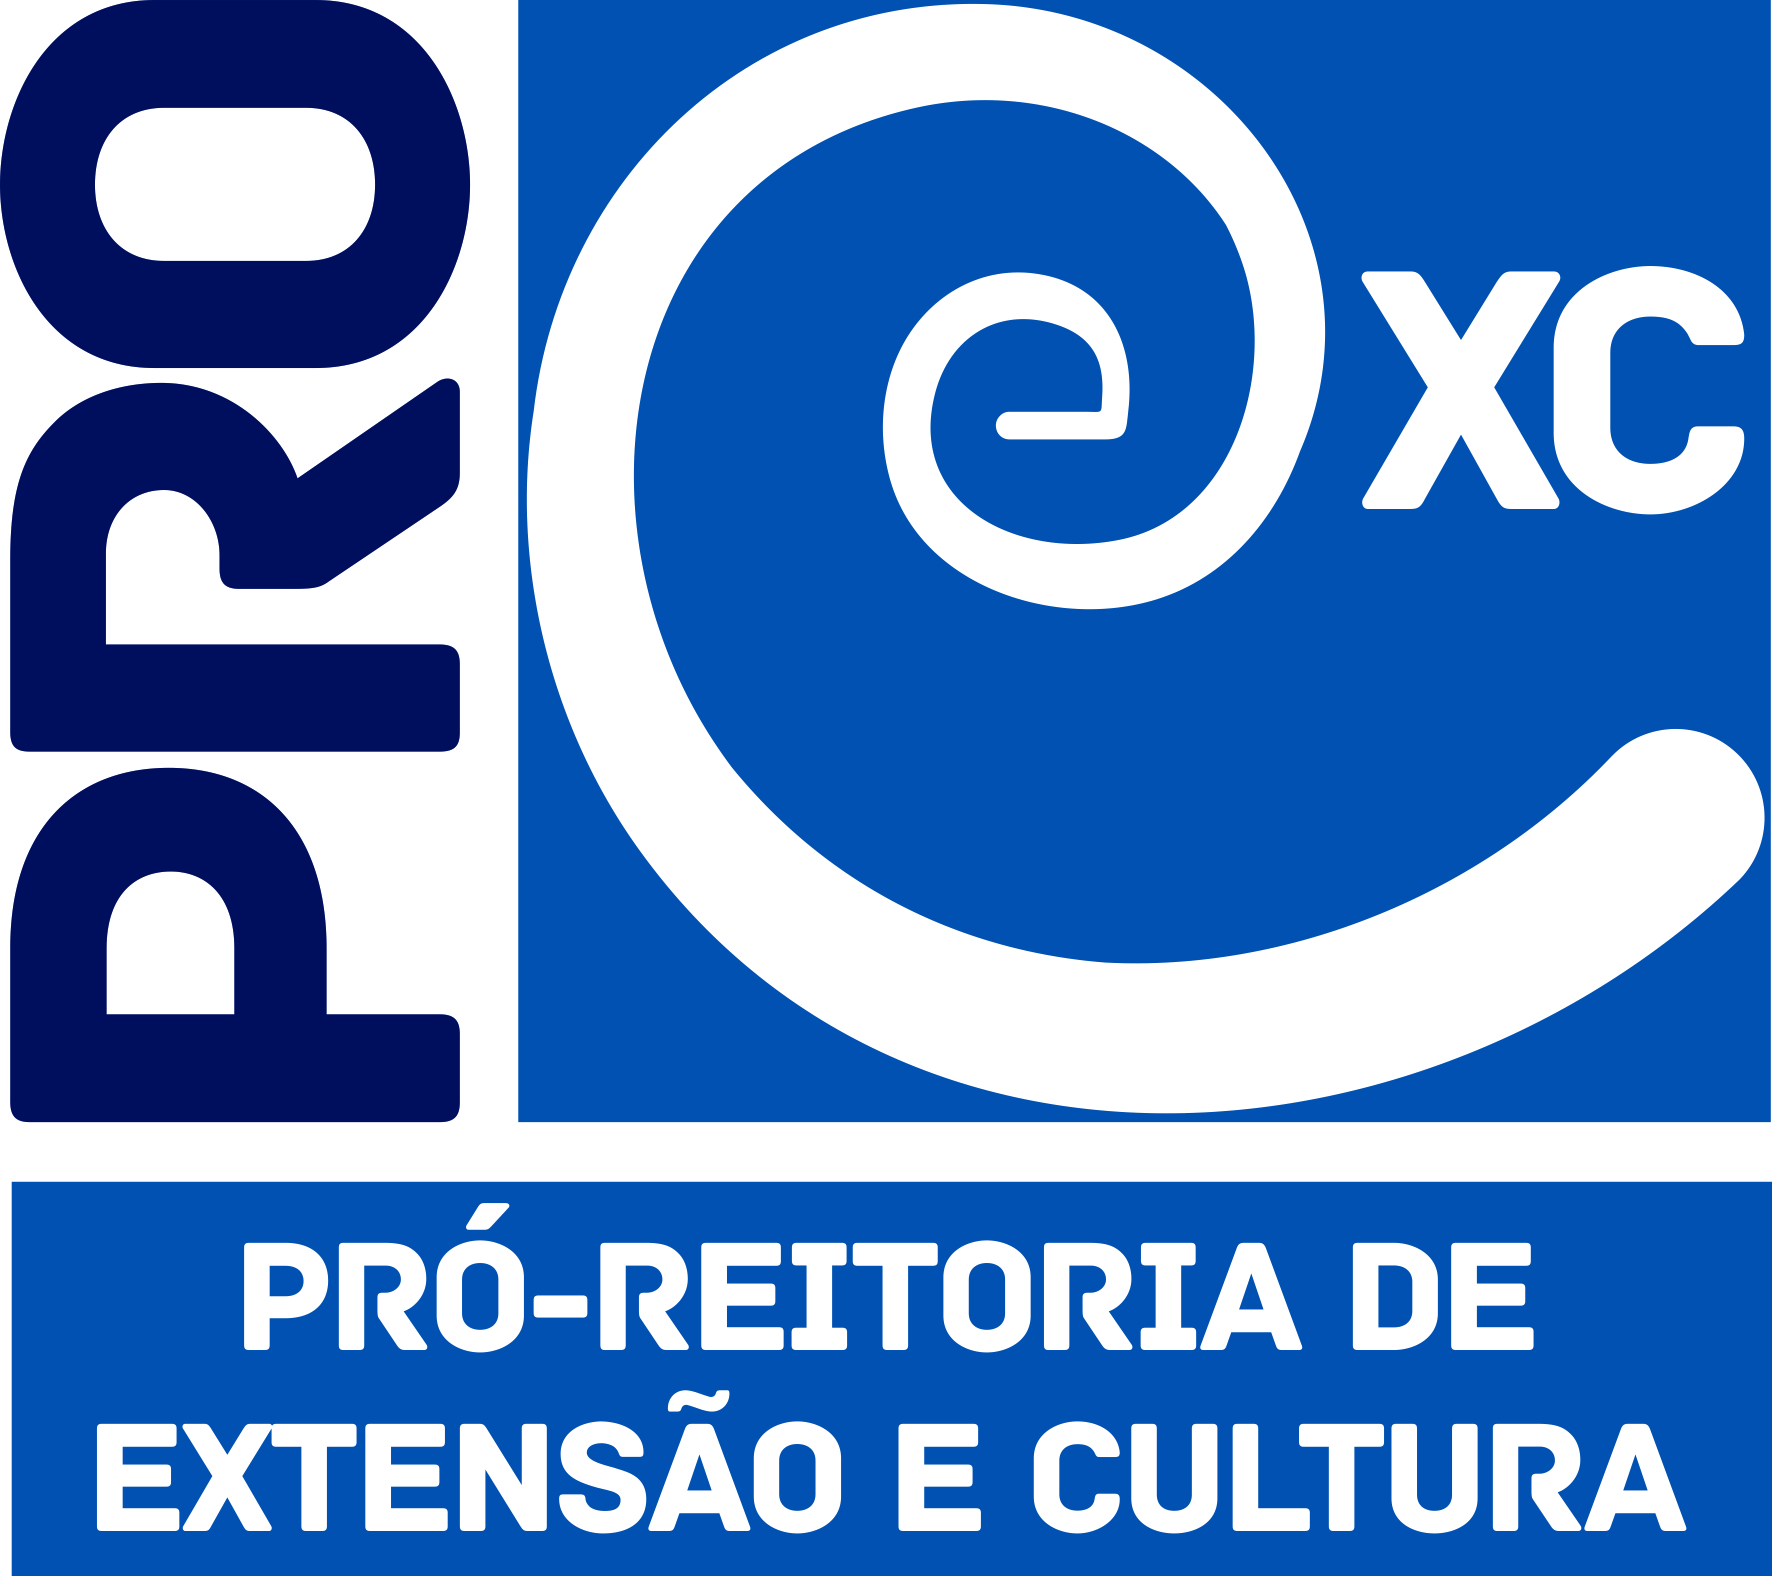 PRO
eXC
PRÓ-REITORIA DE
EXTENSÃO E CULTURA